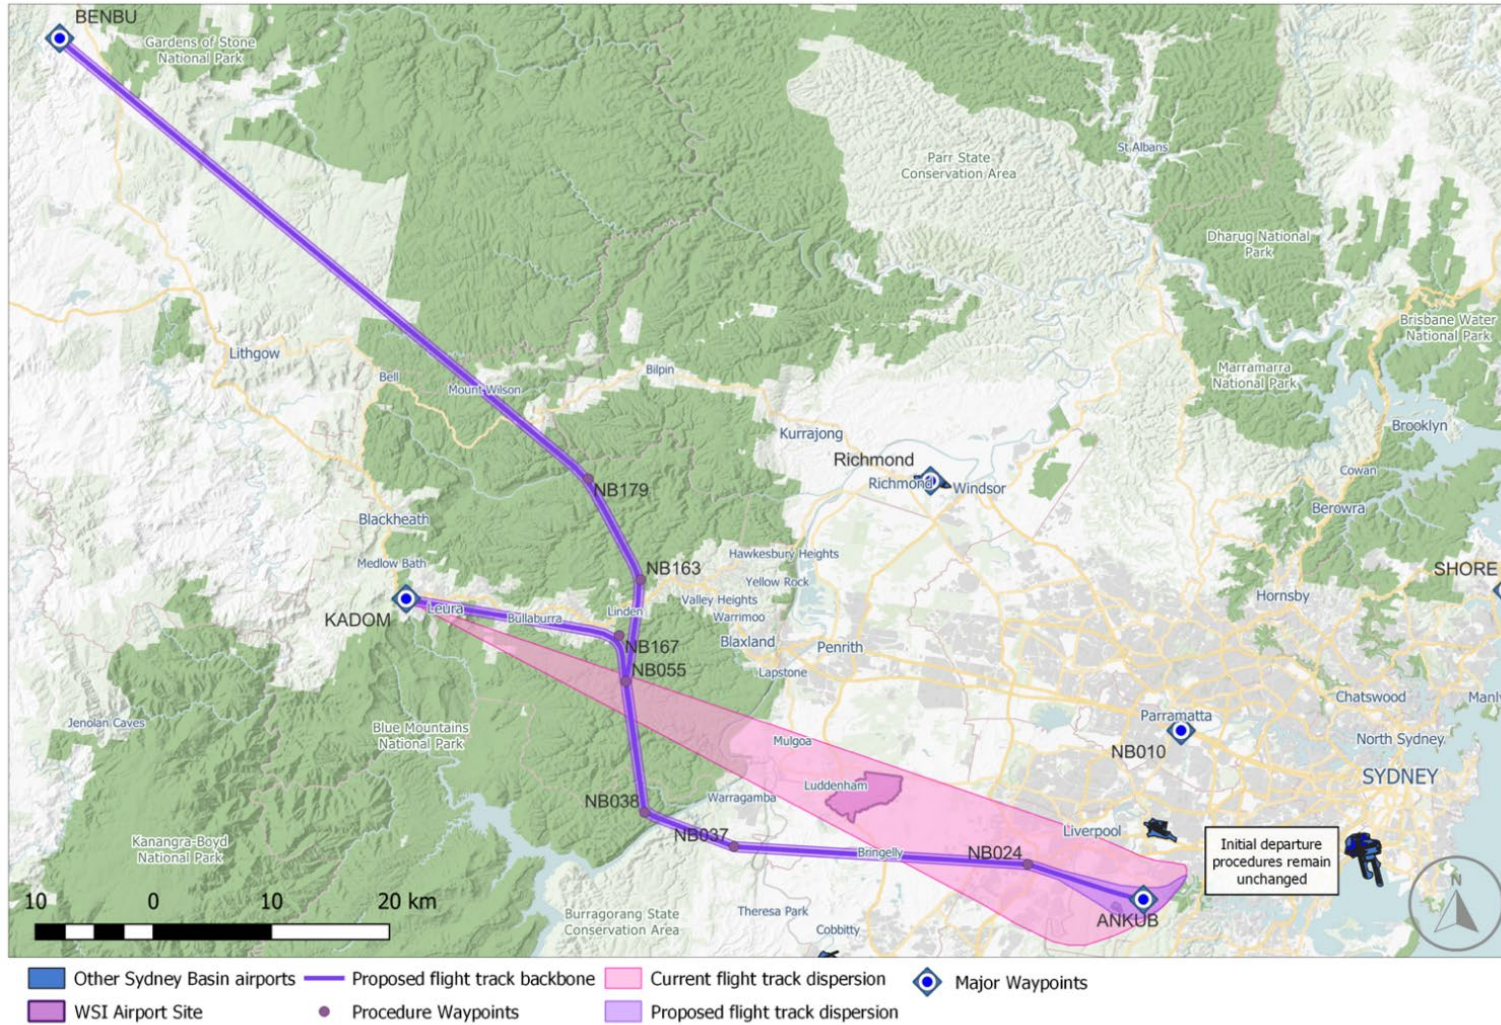 BENBU
Gardens of Stone
National Park
St Albans
Parr State
Conservation Area
Dharug National
Park
Brisbane Water
National Park
Lithgow
Bell
Mount Wilson
Bilpin
Marramarra
National Park
Kurrajong
Brooklyn
Richmond
Richmond
Windsor
Cowan
Berowra
NB179
Blackheath
Medlow Bath
Hawkesbury Heights
NB163
Yellow Rock
SHORE
Hornsby
KADOM
Leura
Bullaburra
Linden
Valley Heights
Warrimoo
NB167
Blaxland
Penrith
NB055
Lapstone
Chatswood
Manly
Jenolan Caves
Blue Mountains
National Park
Parramatta
NB010
Mulgoa
North Sydney
SYDNEY
Luddenham
NB038
Warragamba
NB037
Bringelly
NB024
Liverpool
Initial departure
procedures remain
unchanged
Kanangra-Boyd
National Park
N
ANKUB
10 0 10 20 km
Burragorang State
Conservation Area
Theresa Park
Cobbitty
Other Sydney Basin airports
Proposed flight track backbone
Current flight track dispersion
Major Waypoints
WSI Airport Site
Procedure Waypoints
Proposed flight track dispersion